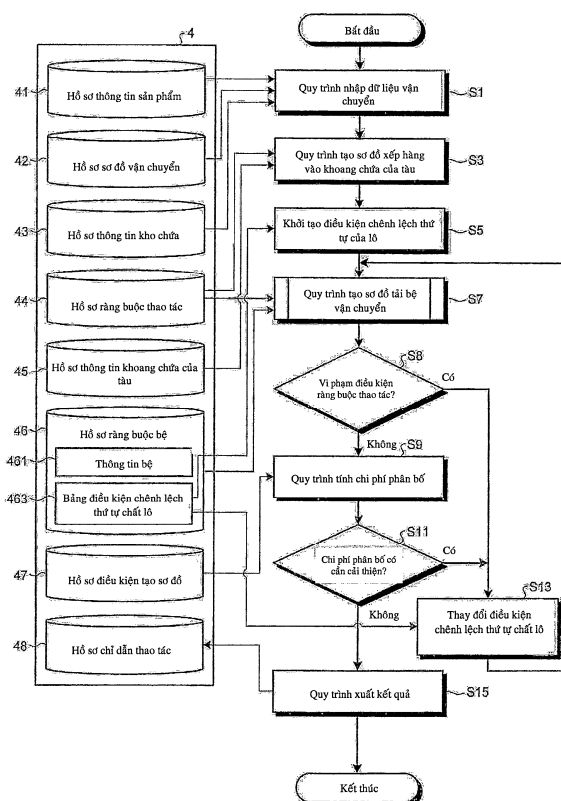 Bắt đầu
4
41
Hồ sơ thông tin sản phẩm
Quy trình nhập dữ liệu vận
chuyển
S1
42
Hồ sơ sơ đồ vận chuyển
Quy trình tạo sơ đồ xếp hàng
vào khoang chứa của tàu
S3
43
Hồ sơ thông tin kho chứa
Khởi tạo điều kiện chênh lệch thứ
tự của lô
S5
44
Hồ sơ ràng buộc thao tác
Quy trình tạo sơ đồ tải bệ
vận chuyển
S7
45
Hồ sơ thông tin khoang chứa của
tàu
S8
Vi phạm điều kiện
ràng buộc thao tác?
Có
Không
46
Hồ sơ ràng buộc bệ
461
Thông tin bệ
463
Bảng điều kiện chênh lệch
thứ tự chất lô
S9
Quy trình tính chi phí phân bố
S11
Chi phí phân bố có
cần cải thiện?
Có
Không
47
Hồ sơ điều kiện tạo sơ đồ
S13
Thay đổi điều kiện
chênh lệch thứ tự chất lô
48
Hồ sơ chỉ dẫn thao tác
Quy trình xuất kết quả
S15
Kết thúc